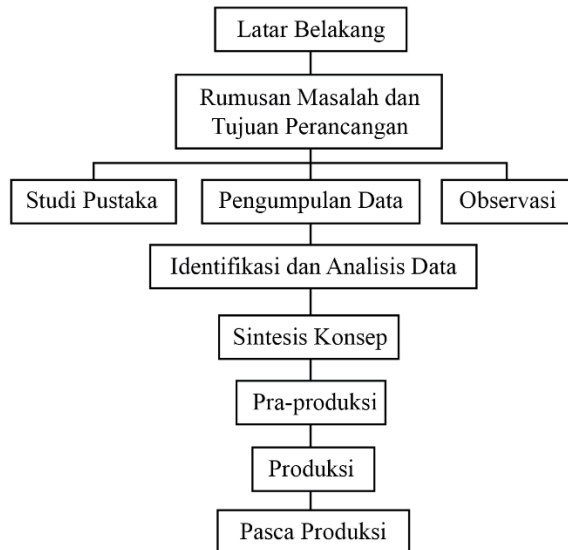 Latar Belakang
Rumusan Masalah dan
Tujuan Perancangan
Studi Pustaka
Pengumpulan Data
Observasi
Identifikasi dan Analisis Data
Sintesis Konsep
Pra-produksi
Produksi
Pasca Produksi